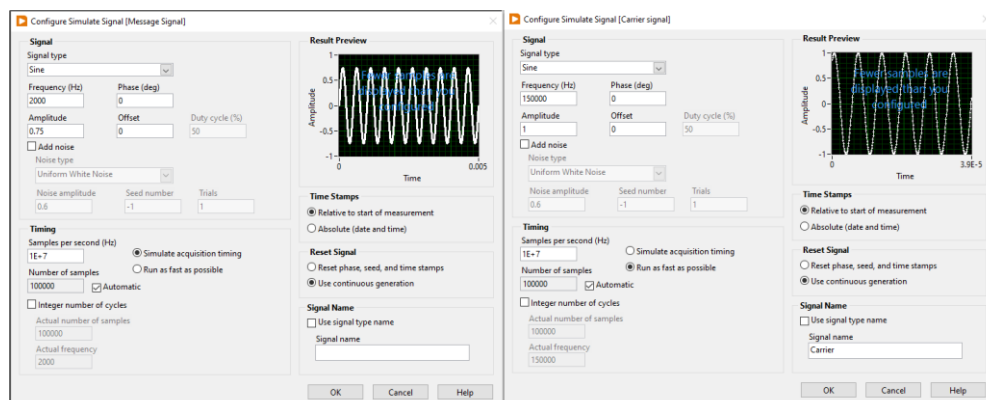 Configure Simulate Signal [Message Signal]
Signal
Signal type
Sine
Frequency (Hz) Phase (deg)
2000 0
Amplitude Offset Duty cycle (%)
0.75 0 50
Add noise
Noise type
Uniform White Noise
Noise amplitude Seed number Trials
0.6 -1 1
Timing
Samples per second (Hz)
1E+7
Simulate acquisition timing
Number of samples
Run as fast as possible
100000 Automatic
Integer number of cycles
Actual number of samples
100000
Actual frequency
2000
Result Preview
Amplitude
1
0.5
0
-0.5
-1
Fewer samples are
displayed than you
configured
0 0.005
Time
Time Stamps
Relative to start of measurement
Absolute (date and time)
Reset Signal
Reset phase, seed, and time stamps
Use continuous generation
Signal Name
Use signal type name
Signal name
OK Cancel Help
Configure Simulate Signal [Carrier signal]
Signal
Signal type
Sine
Frequency (Hz) Phase (deg)
150000 0
Amplitude Offset Duty cycle (%)
1 0 50
Add noise
Noise type
Uniform White Noise
Noise amplitude Seed number Trials
0.6 -1 1
Timing
Samples per second (Hz)
1E+7
Simulate acquisition timing
Number of samples
Run as fast as possible
100000 Automatic
Integer number of cycles
Actual number of samples
100000
Actual frequency
150000
Result Preview
Amplitude
1
0.5
0
-0.5
-1
Fewer samples are
displayed than you
configured
0 3.9E-5
Time
Time Stamps
Relative to start of measurement
Absolute (date and time)
Reset Signal
Reset phase, seed, and time stamps
Use continuous generation
Signal Name
Use signal type name
Signal name
Carrier
OK Cancel Help